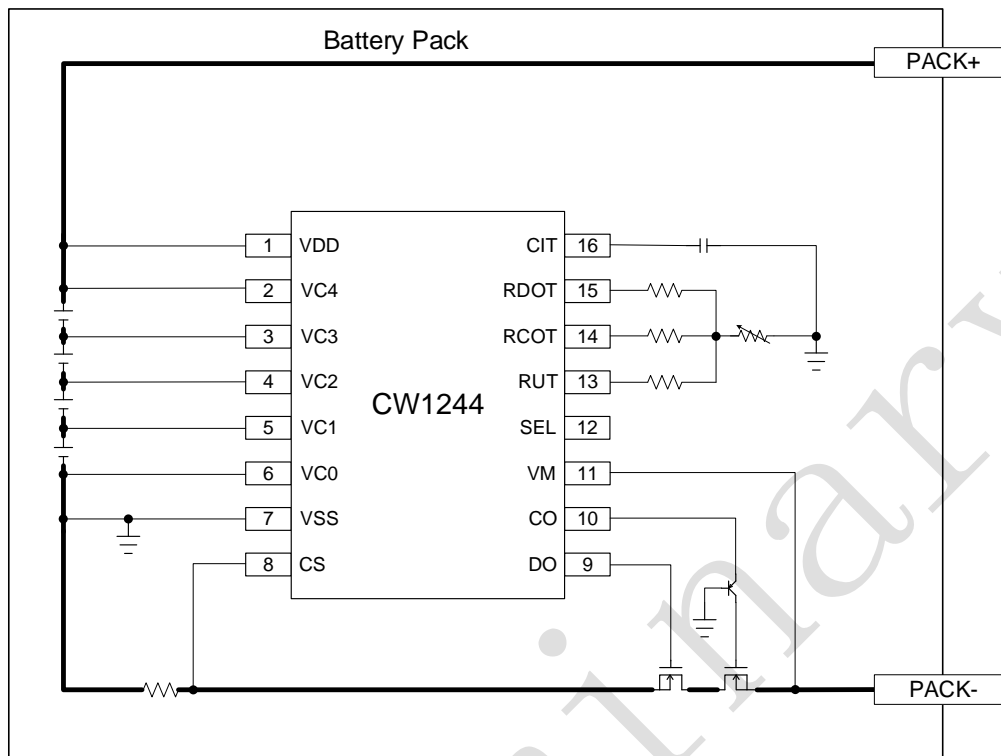 Battery Pack
PACK+
1 VDD CIT 16
2 VC4 RDOT 15
3 VC3 RCOT 14
4 VC2 RUT 13
CW1244
5 VC1 SEL 12
6 VC0 VM 11
7 VSS CO 10
8 CS DO 9
PACK-
inary